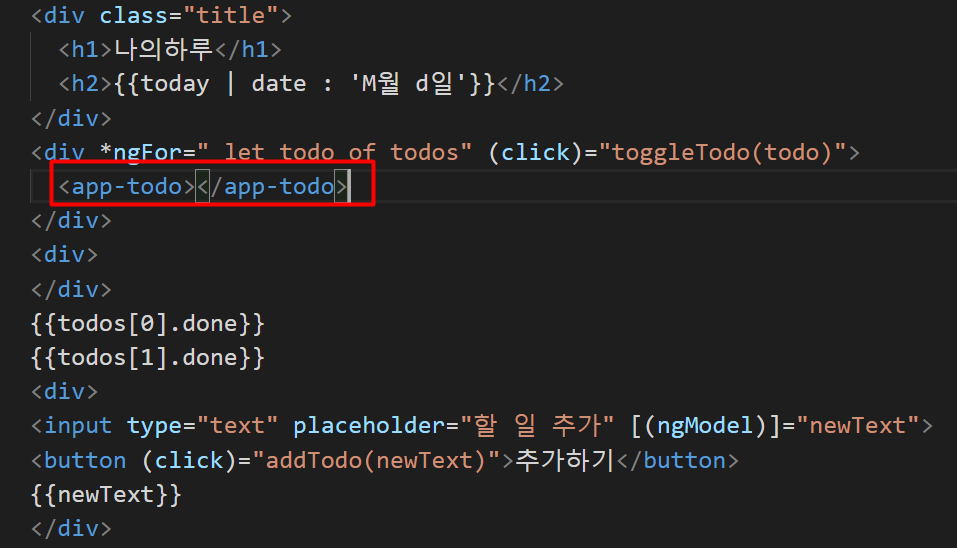 <div class="title">
<h1>나의하루</h1>
<h2>{{today | date : 'M월 d일'}}</h2>
</div>
<div *ngFor=" let todo of todos" (click)="toggleTodo(todo)">
<app-todo></app-todo>
</div>
<div>
</div>
{{todos[0].done}}
{{todos[1].done}}
<div>
<input type="text" placeholder="할 일 추가" [(ngModel)]="newText">
<button (click)="addTodo(newText)">추가하기</button>
{{newText}}
</div>